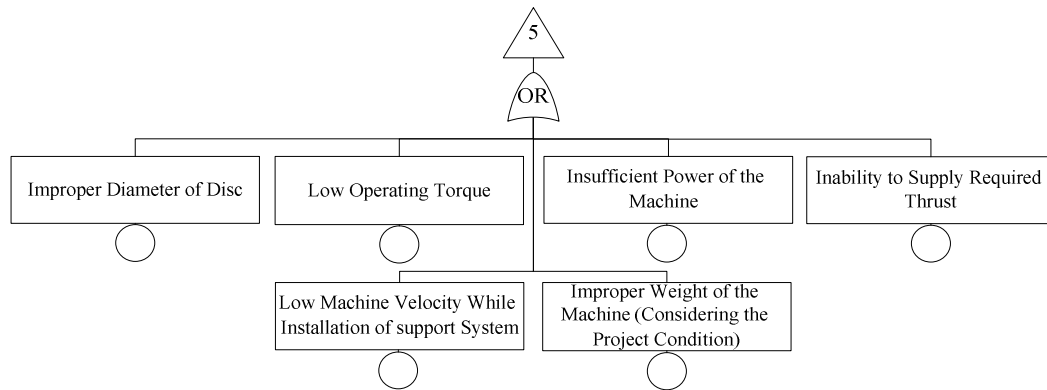 5
OR
Improper Diameter of Disc
Low Operating Torque
Insufficient Power of the
Machine
Inability to Supply Required
Thrust
Low Machine Velocity While
Installation of support System
Improper Weight of the
Machine (Considering the
Project Condition)